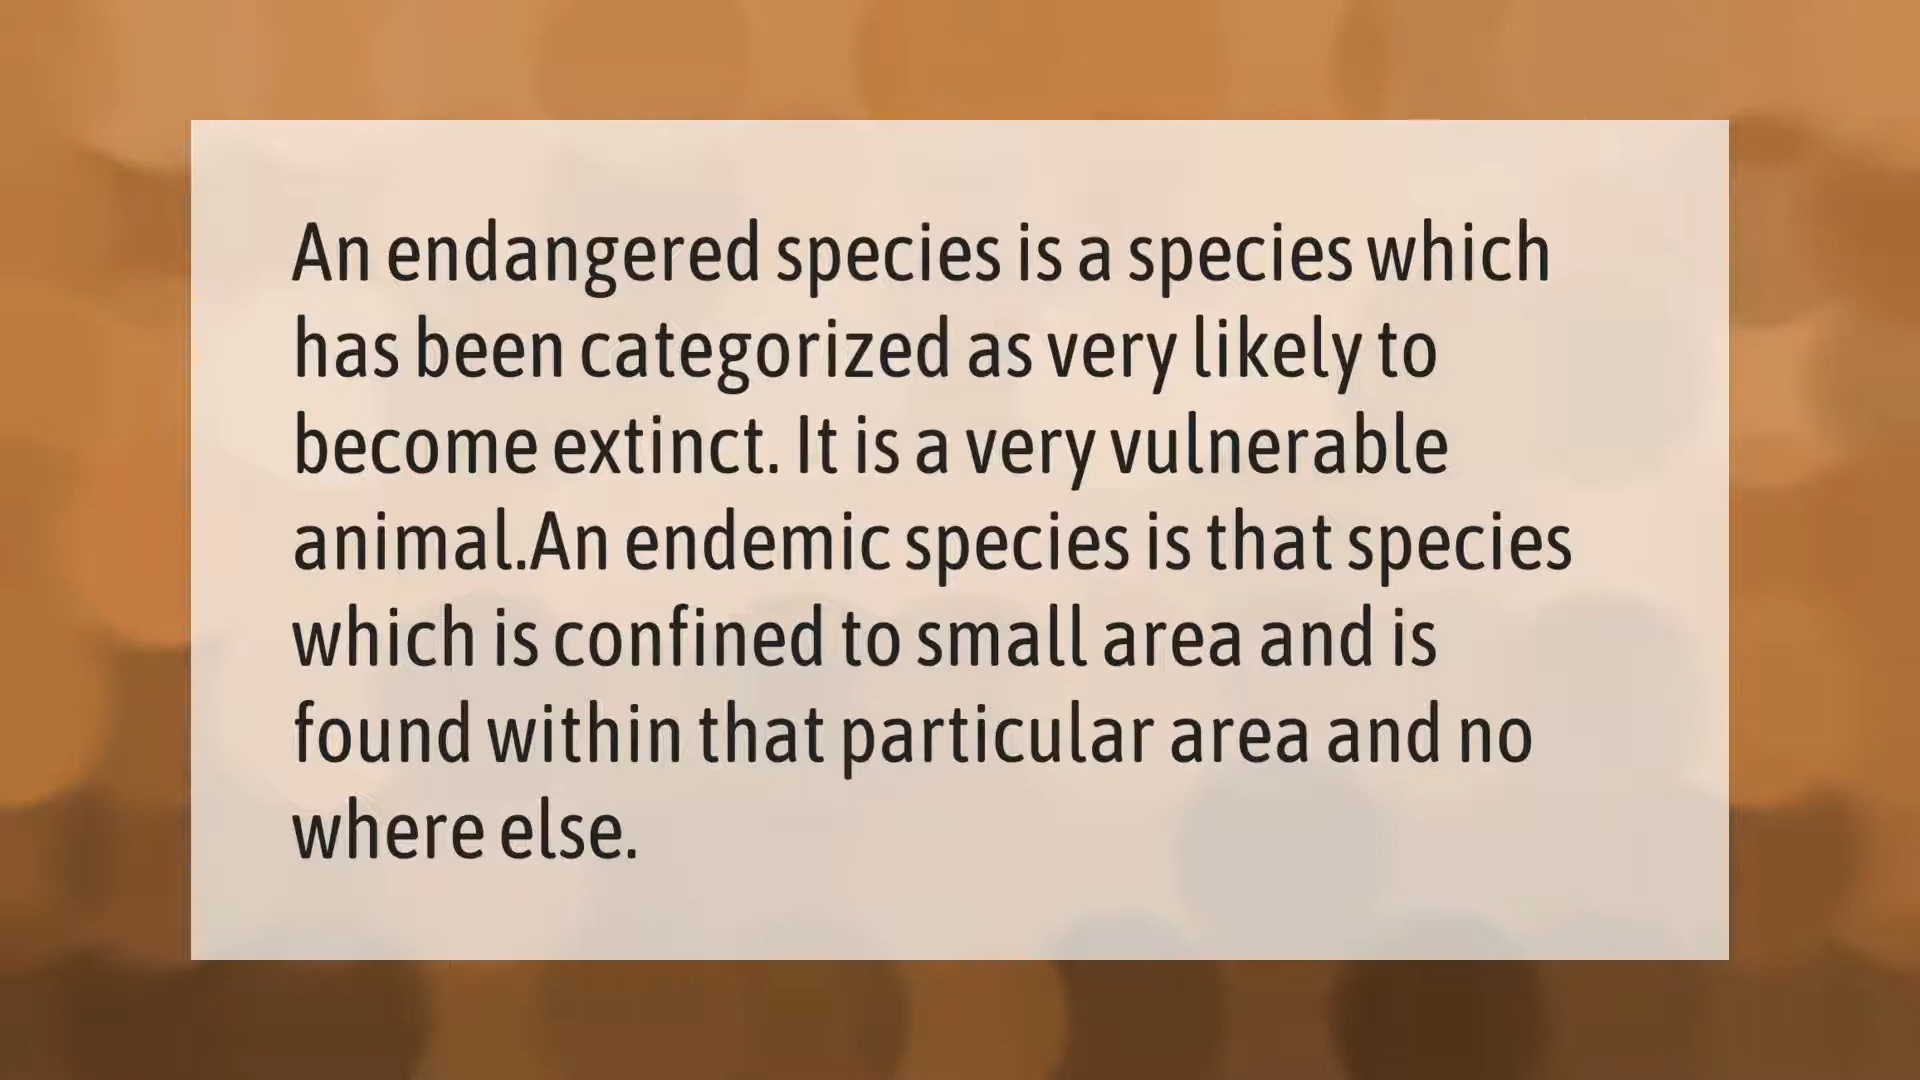 An endangered species is a species which
has been categorized as very likely to
become extinct. It is a very vulnerable
animal.An endemic species is that species
which is confined to small area and is
found within that particular area and no
where else.